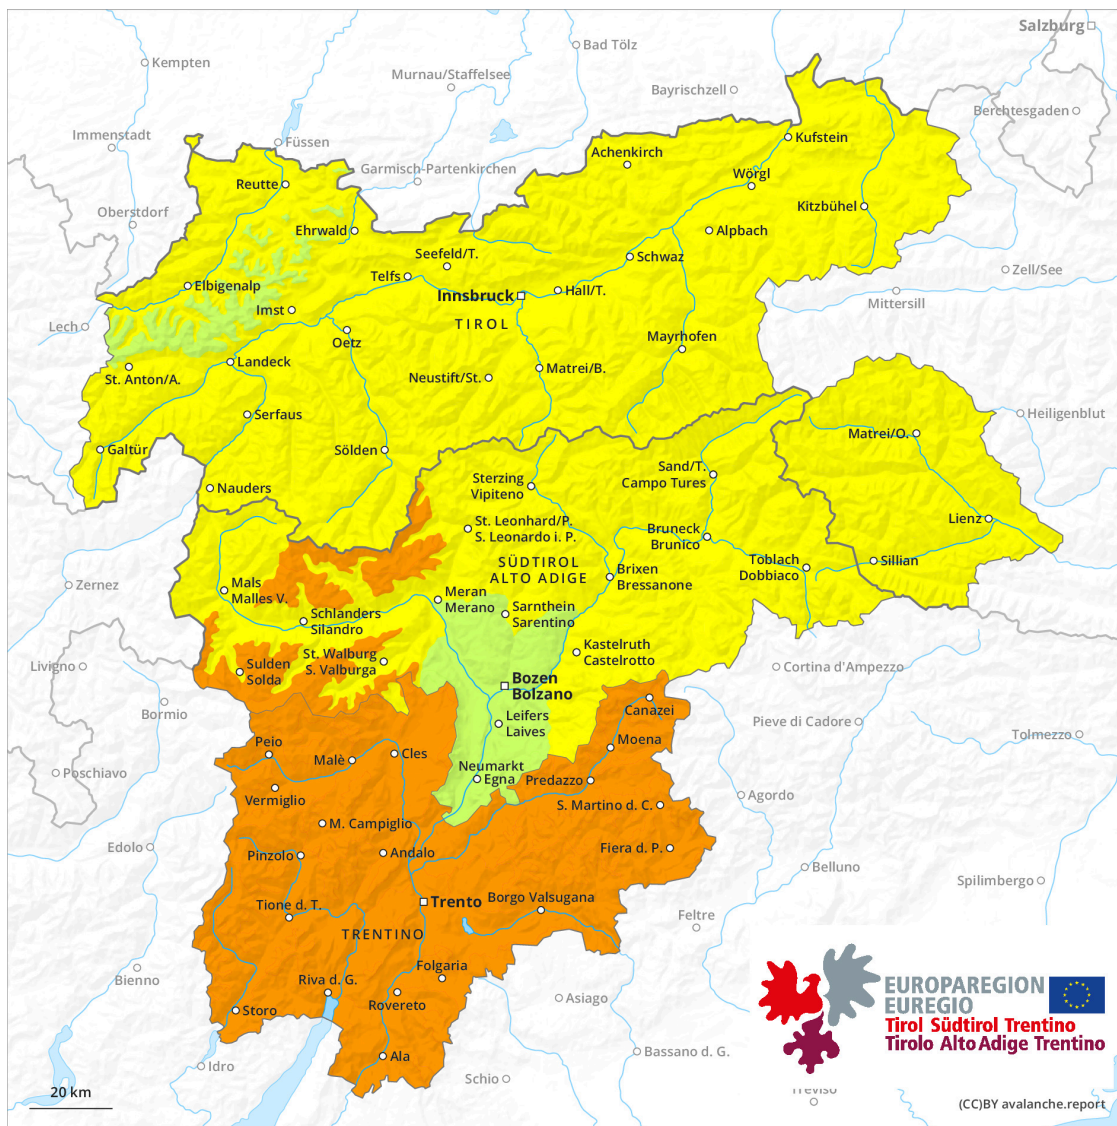 Salzburg
Bad Tölz
Kempten
Murnau/Staffelsee
Bayrischzell
Berchtesgaden
Immenstadt
Füssen
Kufstein
Achenkirch
Garmisch-Partenkirchen
Wörgl
Reutte
Kitzbühel
Oberstdorf
Ehrwald
Alpbach
Seefeld/T.
Schwaz
Zell/See
Telfs
Elbigenalp
Hall/T.
Innsbruck
Mittersill
Imst
TIROL
Lech
Oetz
Mayrhofen
Landeck
Matrei/B.
St. Anton/A.
Neustift/St.
Serfaus
Heiligenblut
Matrei/O.
Galtür
Sölden
Sand/T.
Campo Tures
Sterzing
Vipiteno
Nauders
Lienz
St. Leonhard/P.
S. Leonardo i. P.
Bruneck
Brunico
SÜDTIROL
ALTO ADIGE
Toblach
Dobbiaco
Sillian
Brixen
Bressanone
Zernez
Mals
Malles V.
Meran
Merano
Sarnthein
Sarentino
Schlanders
Silandro
Kastelruth
Castelrotto
St. Walburg
S. Valburga
Livigno
Sulden
Solda
Cortina d'Ampezzo
Bozen
Bolzano
Canazei
Bormio
Leifers
Laives
Pieve di Cadore
Tolmezzo
Moena
Peio
Cles
Malè
Neumarkt
Egna
Predazzo
Poschiavo
Vermiglio
Agordo
S. Martino d. C.
M. Campiglio
Edolo
Pinzolo
Andalo
Fiera d. P.
Belluno
Spilimbergo
Borgo Valsugana
Trento
Tione d. T.
Feltre
TRENTINO
Folgaria
Bienno
Riva d. G.
Rovereto
Asiago
Storo
EUROPAREGION
EUREGIO
Tirol Südtirol Trentino
Tirolo Alto Adige Trentino
Ala
Bassano d. G.
Idro
Schio
20 km
Treviso
(CC)BY avalanche.report